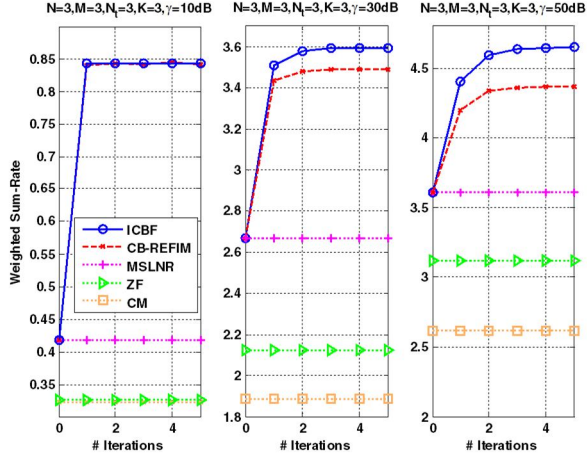 N=3,M=3,Nt=3,K=3,γ=10dB
N=3,M=3,Nt=3,K=3,γ=30dB
N=3,M=3,Nt=3,K=3,γ=50dB
Weighted Sum-Rate
0.85
0.8
0.75
0.7
0.65
0.6
0.55
0.5
0.45
0.4
0.35
0 2 4
# Iterations
ICBF
CB-REFIM
MSLNR
ZF
CM
3.6
3.4
3.2
3
2.8
2.6
2.4
2.2
2
1.8
0 2 4
# Iterations
4.5
4
3.5
3
2.5
2
0 2 4
# Iterations